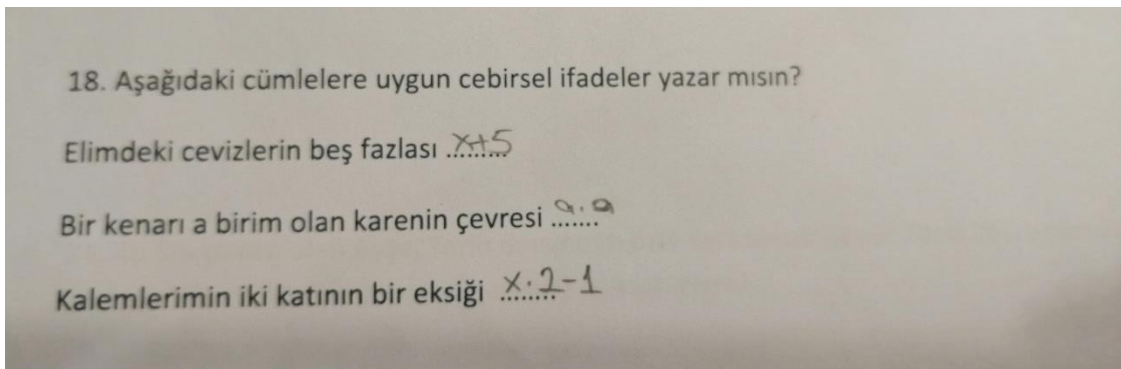 18. Aşağıdaki cümlelere uygun cebirsel ifadeler yazar mısın?
Elimdeki cevizlerin beş fazlası ......... x+5
Bir kenarı a birim olan karenin çevresi ....... a.a
Kalemlerimin iki katının bir eksiği ........ x.2-1